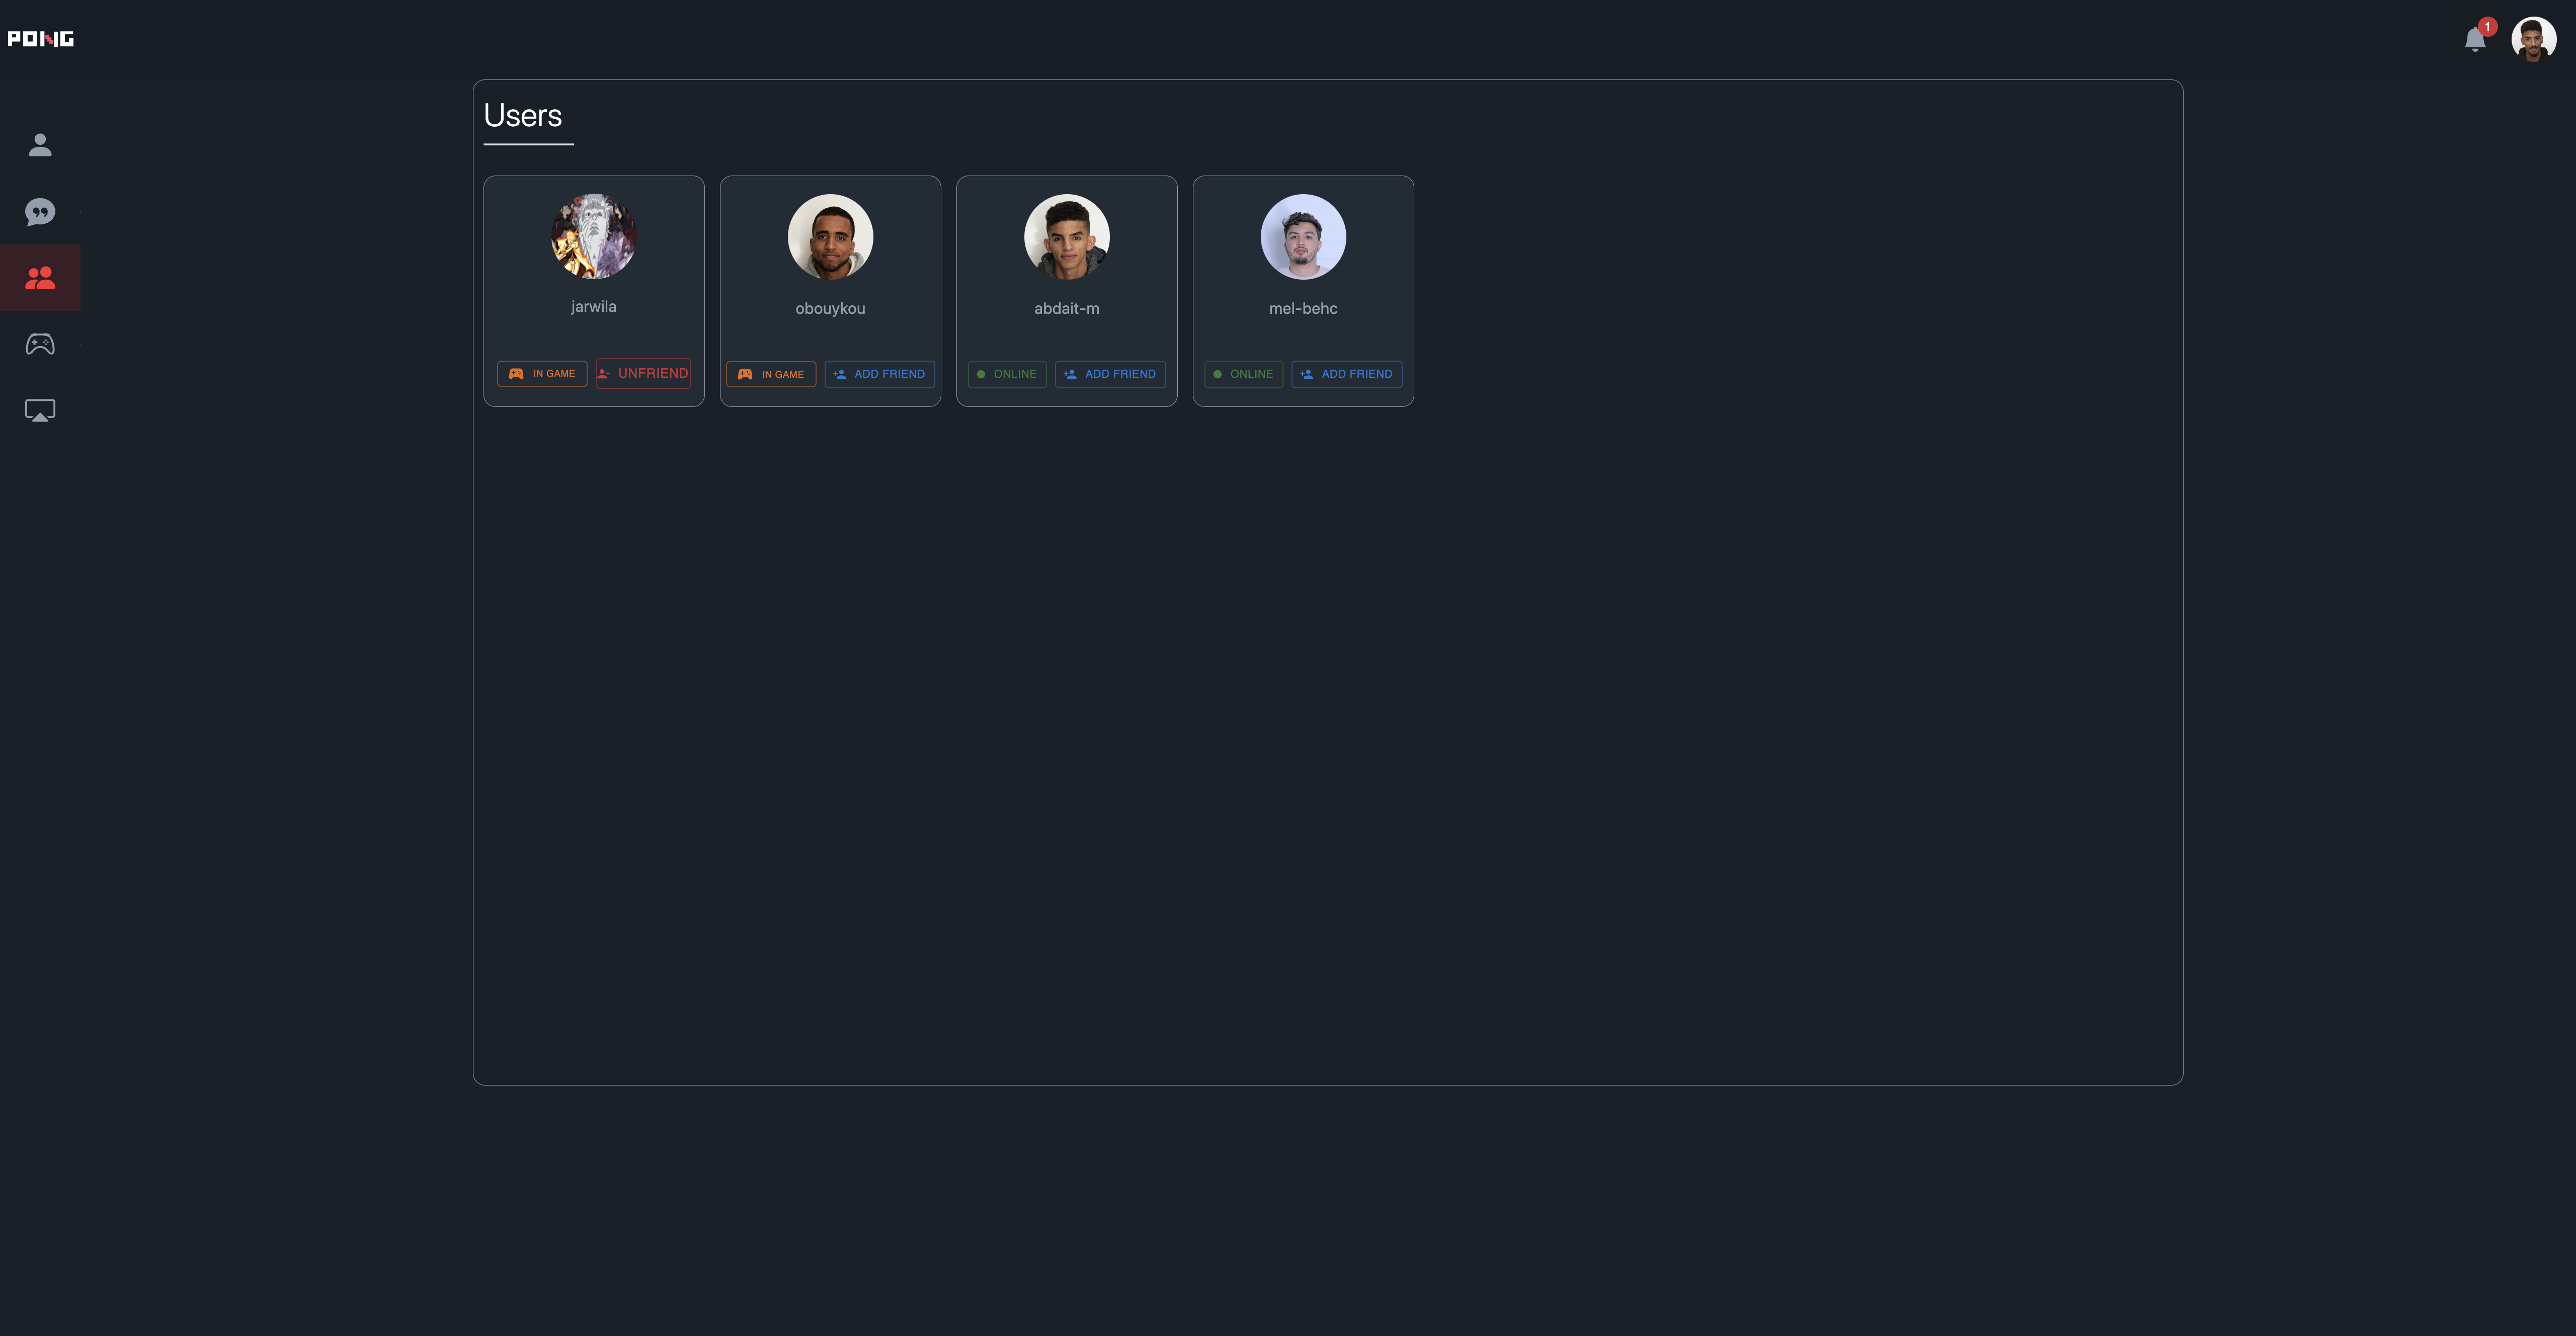 PONG
1
Users
jarwila
IN GAME
UNFRIEND
obouykou
IN GAME
ADD FRIEND
abdait-m
ONLINE
ADD FRIEND
mel-behc
ONLINE
ADD FRIEND